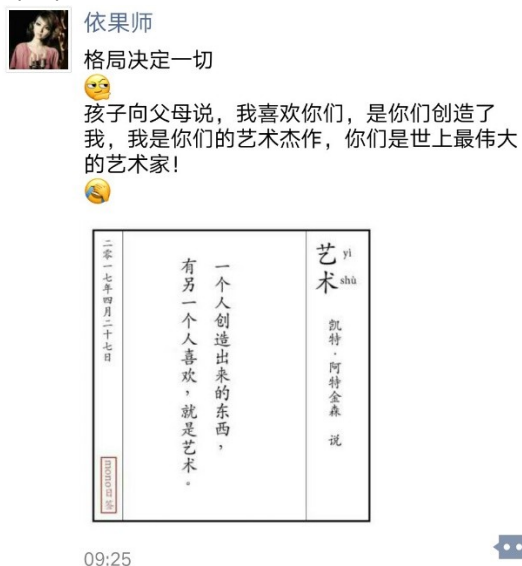 依果师
格局决定一切
孩子向父母说，我喜欢你们，是你们创造了
我，我是你们的艺术杰作，你们是世上最伟大
的艺术家！
艺术
yì
shù
凯特·阿特金森 说
一个人创造出来的东西，
有另一个人喜欢，就是艺术。
二零一七年四月二十七日
mono
09:25